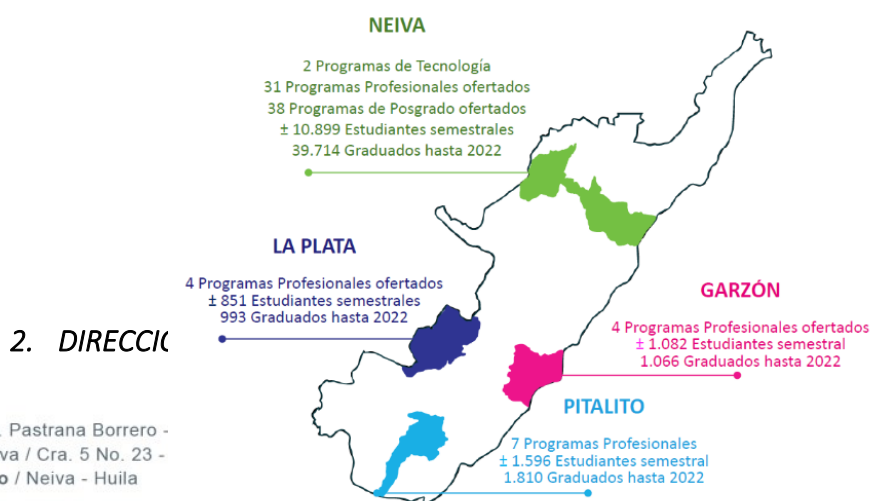 NEIVA
2 Programas de Tecnología
31 Programas Profesionales ofertados
38 Programas de Posgrado ofertados
± 10.899 Estudiantes semestrales
39.714 Graduados hasta 2022
LA PLATA
4 Programas Profesionales ofertados
± 851 Estudiantes semestrales
993 Graduados hasta 2022
GARZÓN
4 Programas Profesionales ofertados
± 1.082 Estudiantes semestral
1.066 Graduados hasta 2022
PITALITO
7 Programas Profesionales
± 1.596 Estudiantes semestral
1.810 Graduados hasta 2022
2. DIRECCIO
. Pastrana Borrero -
va / Cra. 5 No. 23 -
o / Neiva - Huila